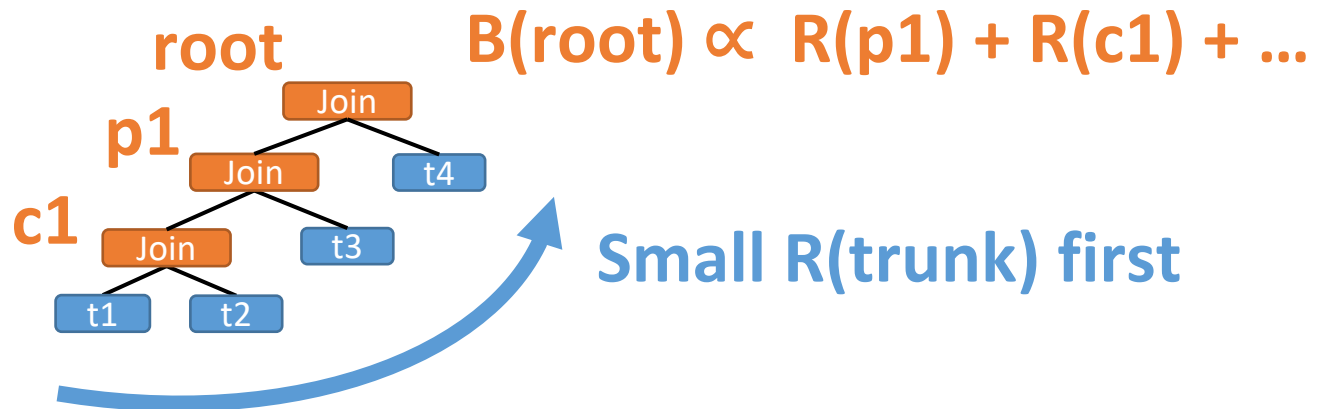 root
B(root) ∝ R(p1) + R(c1) + ...
Join
p1
Join
t4
c1
Join
t3
Small R(trunk) first
t1
t2